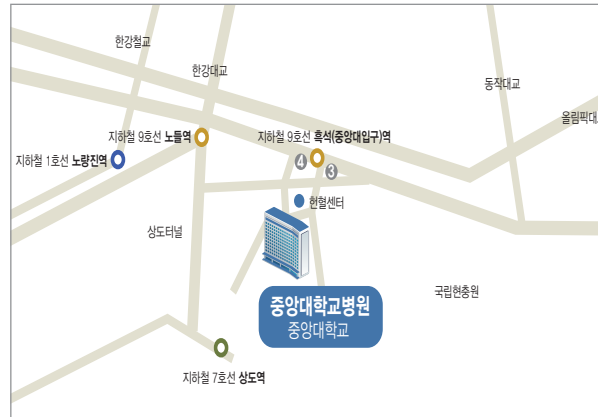 한강철교
한강대교
동작대교
올림픽대
지하철 9호선 노들역
지하철 9호선 흑석(중앙대입구)역
지하철 1호선 노량진역
4
3
헌혈센터
상도터널
국립현충원
중앙대학교병원
중앙대학교
지하철 7호선 상도역